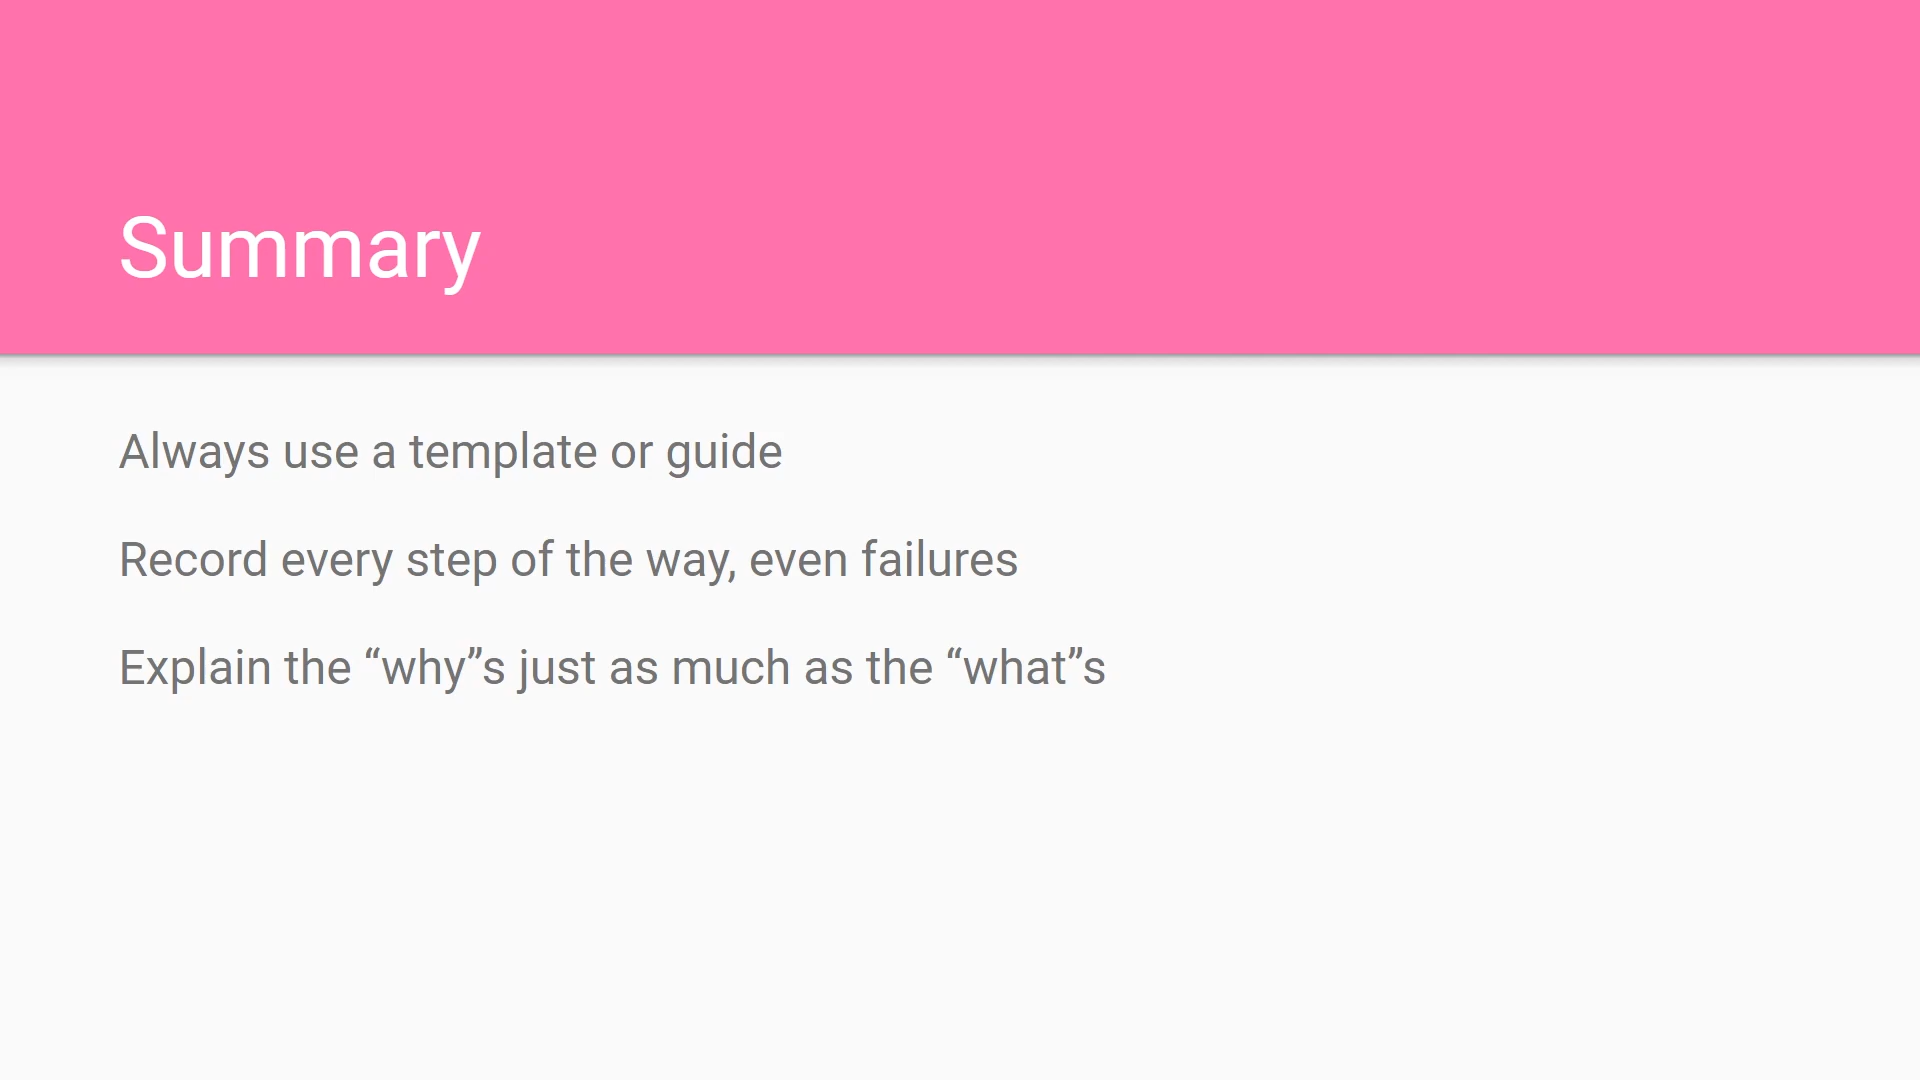 Summary
Always use a template or guide
Record every step of the way, even failures
Explain the “why”s just as much as the “what”s